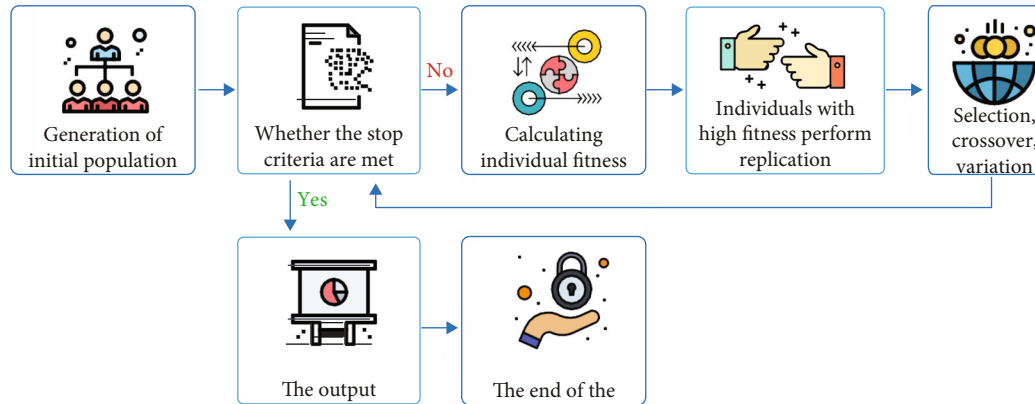 Generation of
initial population
Whether the stop
criteria are met
No
Calculating
individual fitness
Individuals with
high fitness perform
replication
Selection,
crossover,
variation
Yes
The output
The end of the